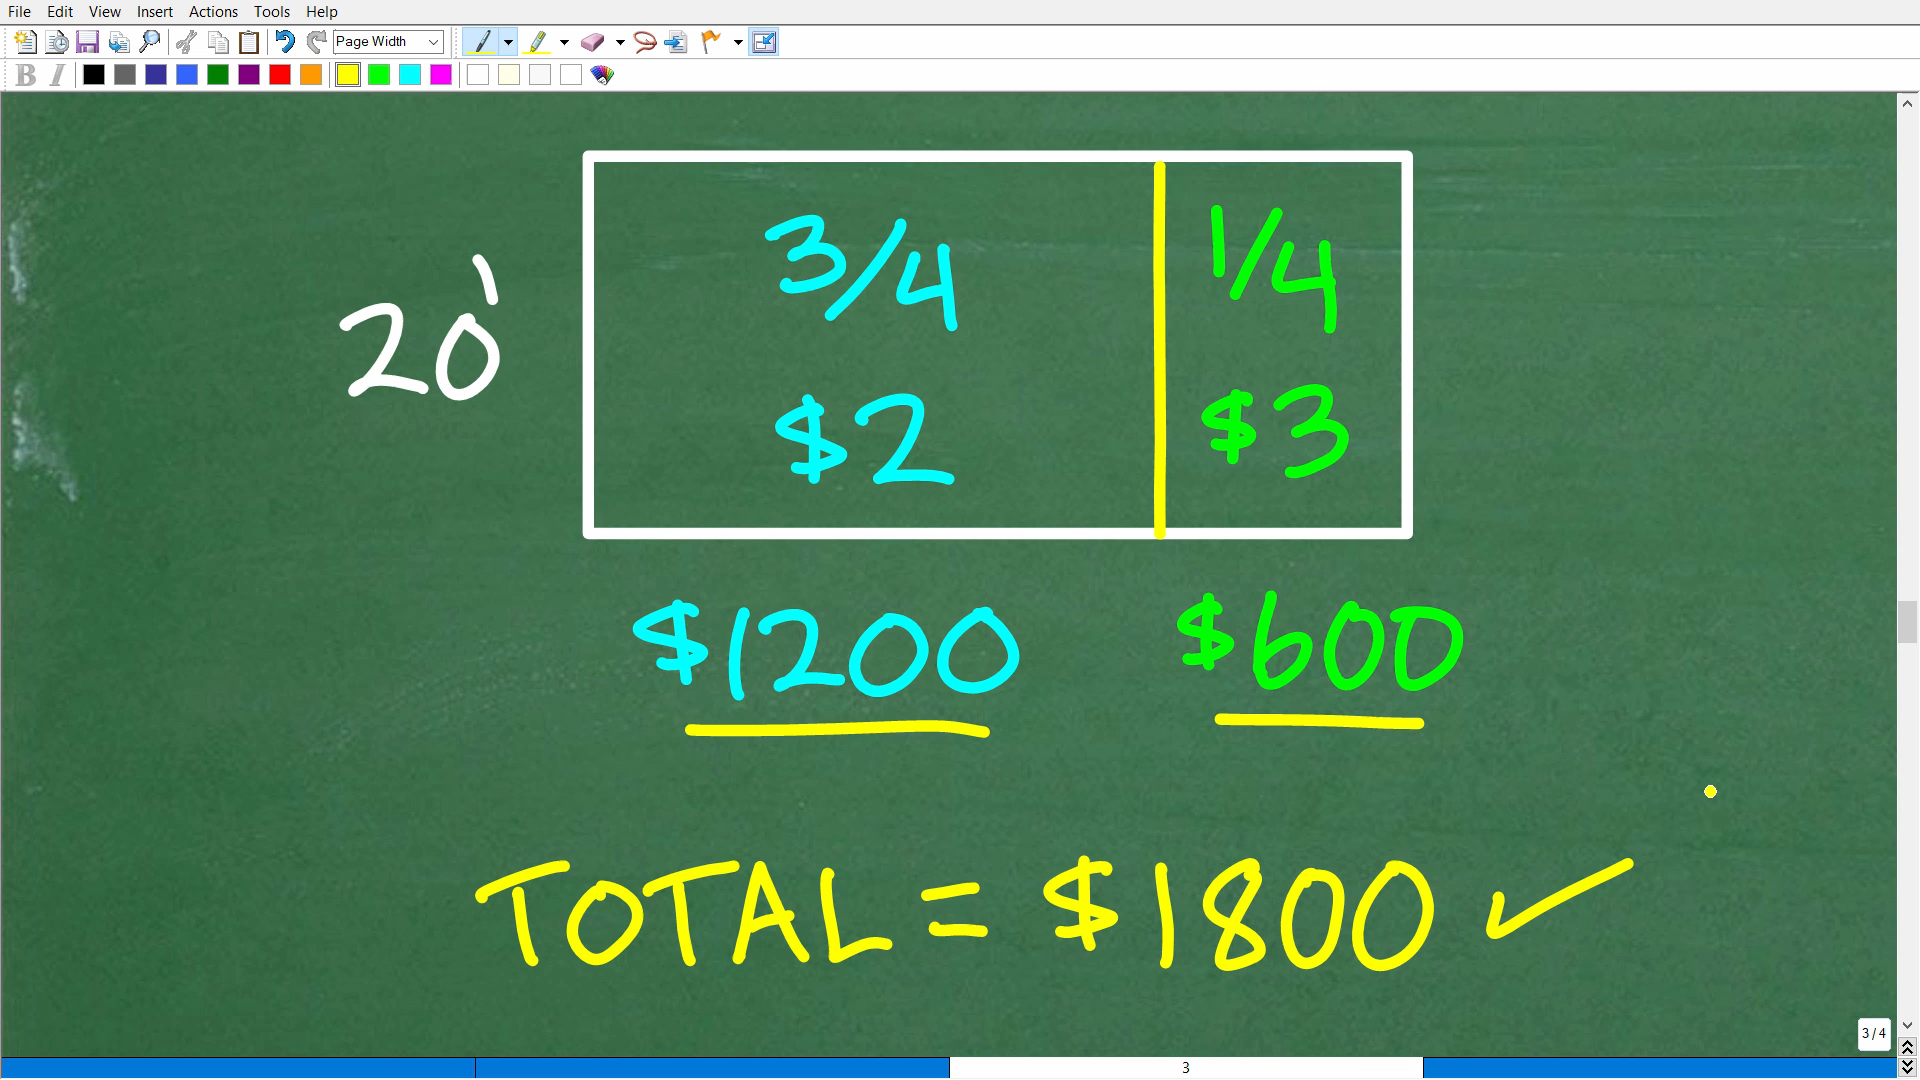 File Edit View Insert Actions Tools Help
Page Width
B I
3/4 1/4
20'
$2 $3
$1200 $600
TOTAL = $1800 ✓
3 / 4
3